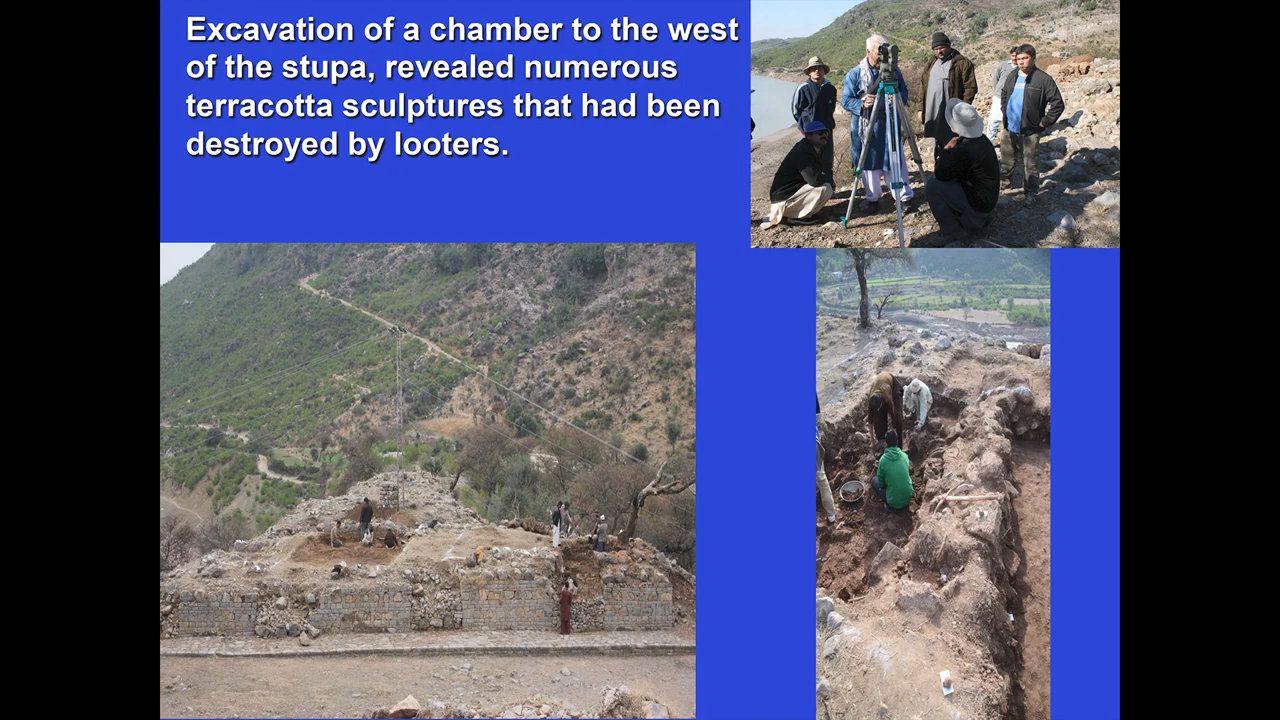 Excavation of a chamber to the west
of the stupa, revealed numerous
terracotta sculptures that had been
destroyed by looters.